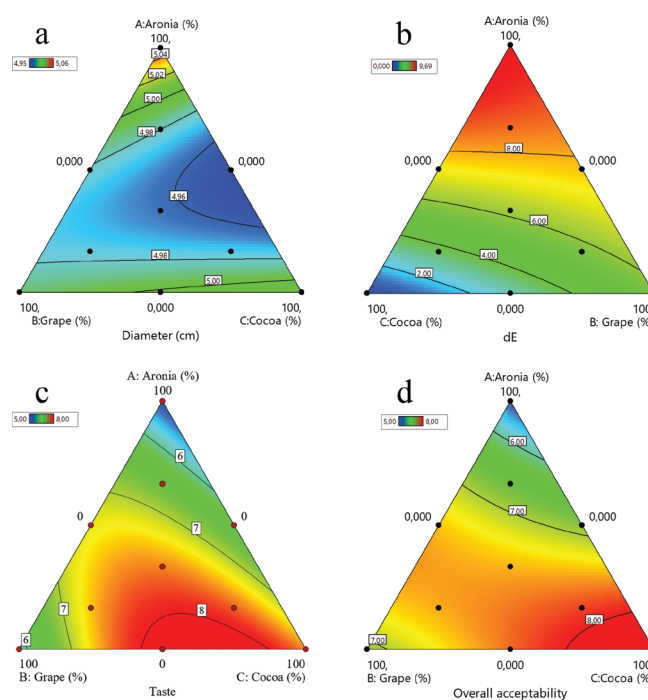 a
A:Aronia (%)
100,
4,95 5,06
5,04
5,02
5,00
4,98
0,000 0,000
4,96
4,98
5,00
100, 0,000 100,
B:Grape (%) C:Cocoa (%)
Diameter (cm)
b
A:Aronia (%)
100,
0,000 9,69
8,00
0,000 0,000
6,00
4,00
2,00
100, 0,000 100
C:Cocoa (%) B: Grape (%)
dE
c
A: Aronia (%)
100
5,00 8,00
6
0 0
7
7
8
6
100 0 100
B: Grape (%) C: Cocoa (%)
Taste
d
A:Aronia (%)
100,
5,00 8,00
6,00
7,00
0,000 0,000
8,00
7,00
100, 0,000 100
B: Grape (%) C:Cocoa (%)
Overall acceptability